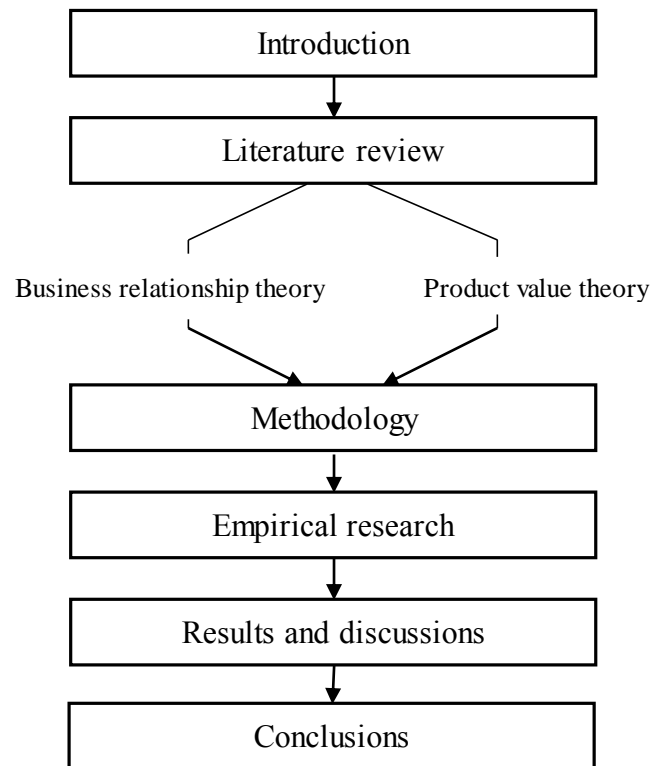 Introduction
Literature review
Business relationship theory
Product value theory
Methodology
Empirical research
Results and discussions
Conclusions